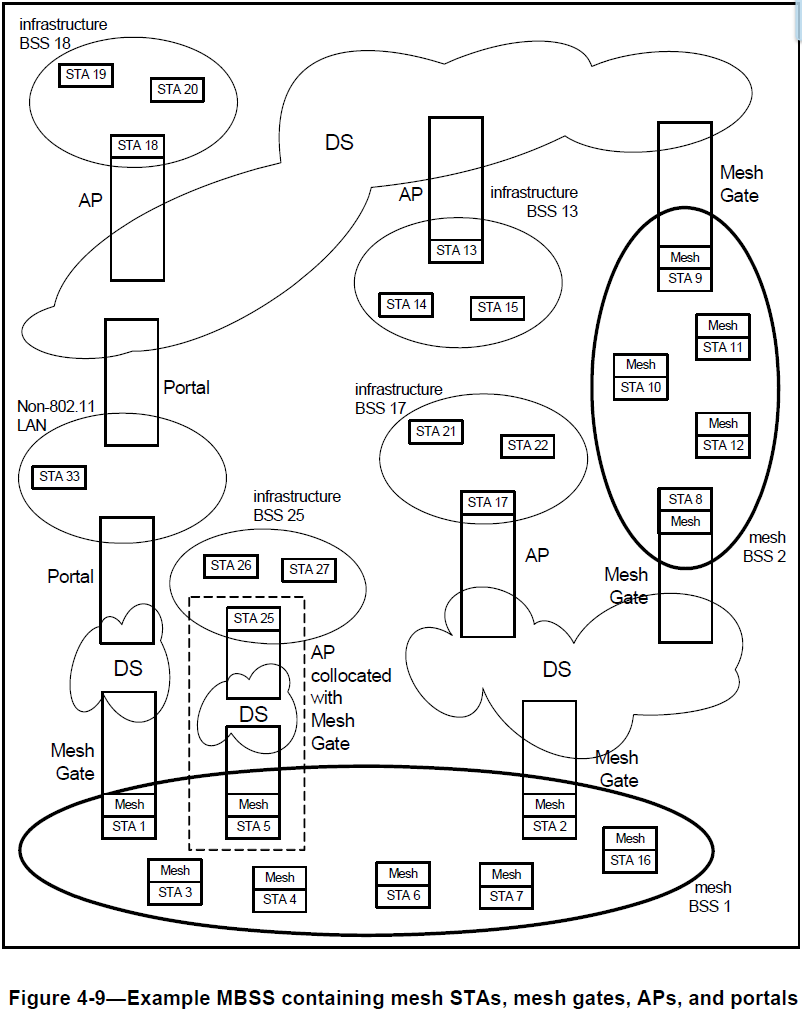 infrastructure
BSS 18
STA 19
STA 20
STA 18
AP
DS
AP
infrastructure
BSS 13
STA 13
STA 14
STA 15
Mesh
Gate
Mesh
STA 9
Mesh
STA 11
Mesh
STA 10
Mesh
STA 12
STA 8
Mesh
mesh
BSS 2
Mesh
Gate
Portal
Non-802.11
LAN
STA 33
Portal
infrastructure
BSS 17
STA 21
STA 22
STA 17
AP
infrastructure
BSS 25
STA 26
STA 27
STA 25
AP
collocated
with
Mesh
Gate
DS
DS
DS
Mesh
Gate
Mesh
Gate
Mesh
STA 1
Mesh
STA 5
Mesh
STA 2
Mesh
STA 16
Mesh
STA 3
Mesh
STA 4
Mesh
STA 6
Mesh
STA 7
mesh
BSS 1
Figure 4-9—Example MBSS containing mesh STAs, mesh gates, APs, and portals